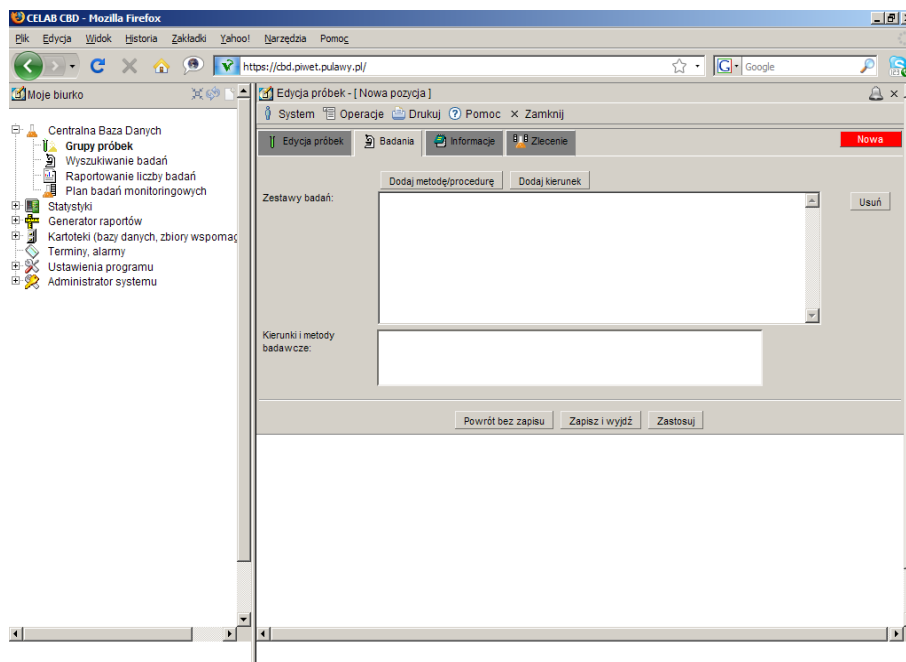 CELAB CBD - Mozilla Firefox
Plik Edycja Widok Historia Zakładki Yahoo! Narzędzia Pomoc
https://cbd.piwet.pulawy.pl/ Google
Moje biurko
Centralna Baza Danych
Grupy próbek
Wyszukiwanie badań
Raportowanie liczby badań
Plan badań monitoringowych
Statystyki
Generator raportów
Kartoteki (bazy danych, zbiory wspomag
Terminy, alarmy
Ustawienia programu
Administrator systemu
Edycja próbek - [ Nowa pozycja ]
System Operacje Drukuj Pomoc Zamknij
Edycja próbek Badania Informacje Zlecenie Nowa
Dodaj metodę/procedurę Dodaj kierunek
Zestawy badań: Usuń
Kierunki i metody
badawcze:
Powrót bez zapisu Zapisz i wyjdź Zastosuj